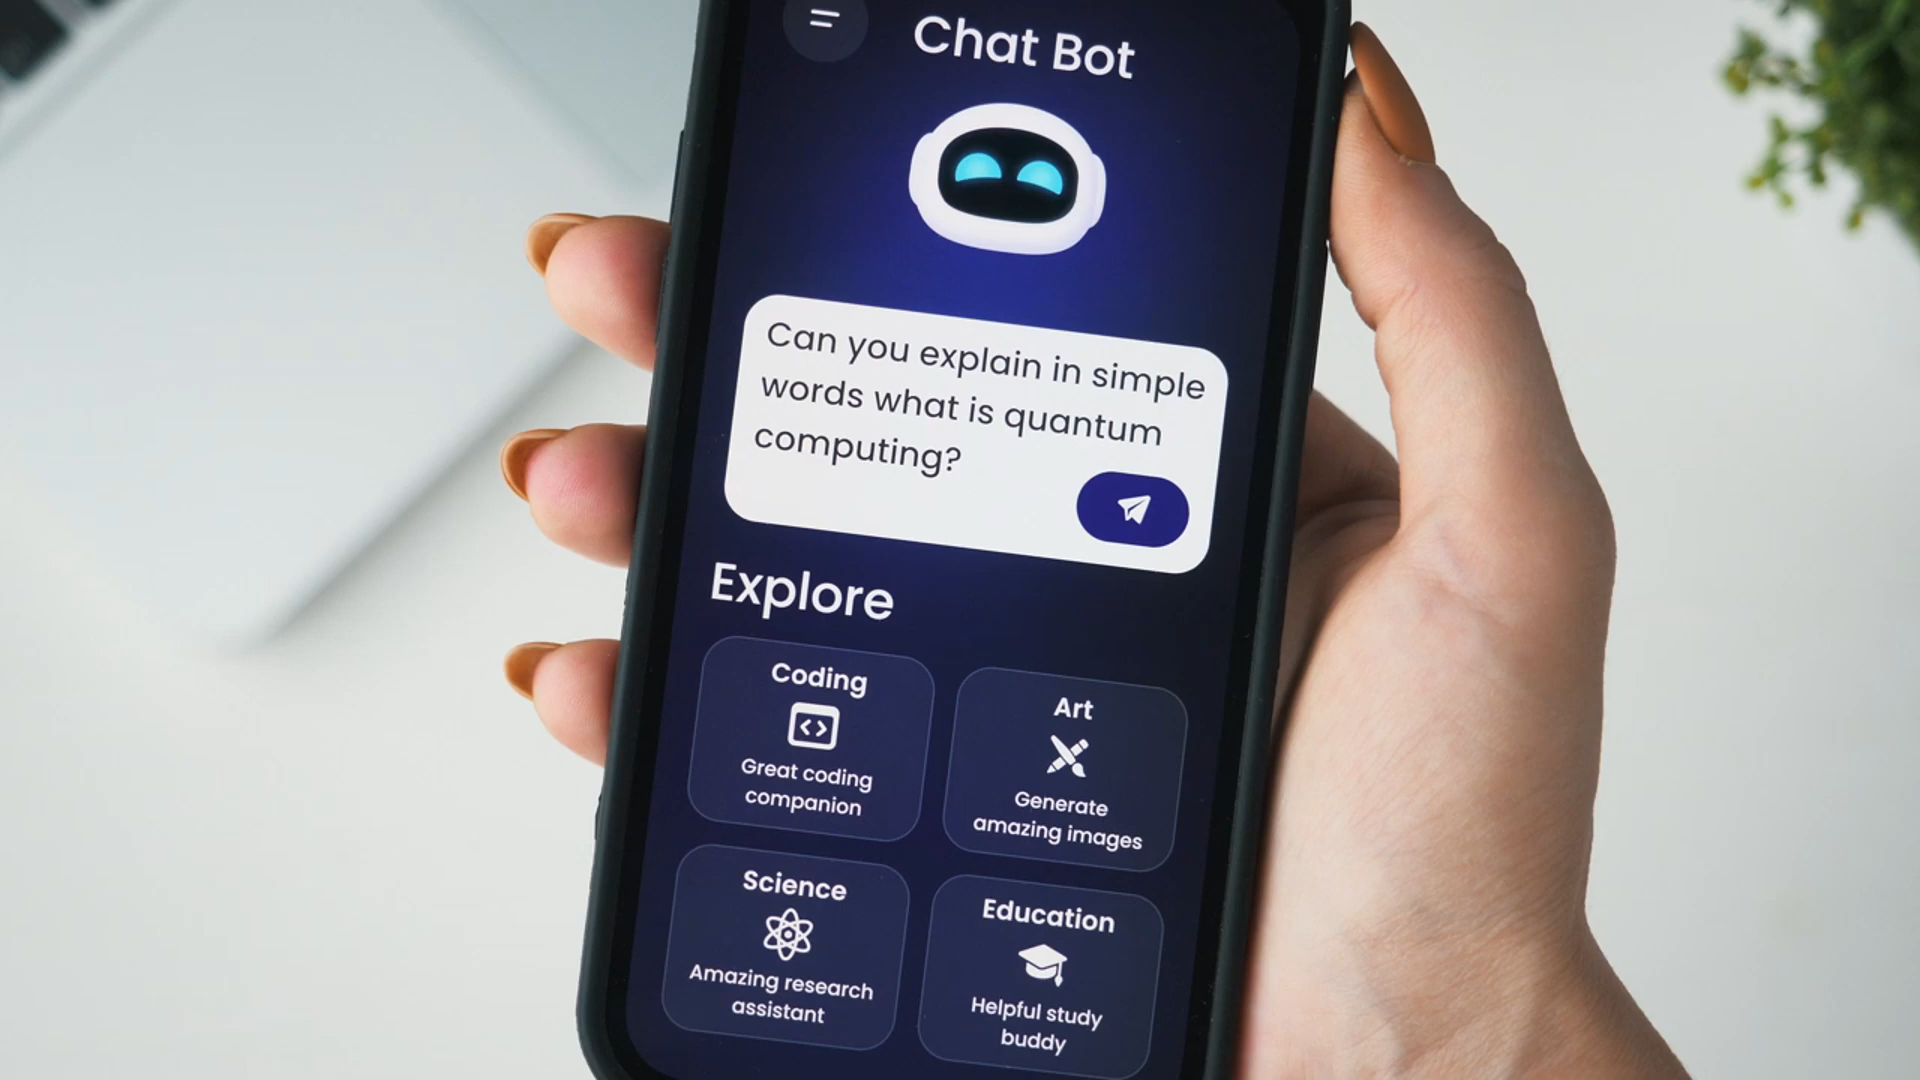 Chat Bot
Can you explain in simple
words what is quantum
computing?
Explore
Coding
Great coding
companion
Art
Generate
amazing images
Science
Amazing research
assistant
Education
Helpful study
buddy